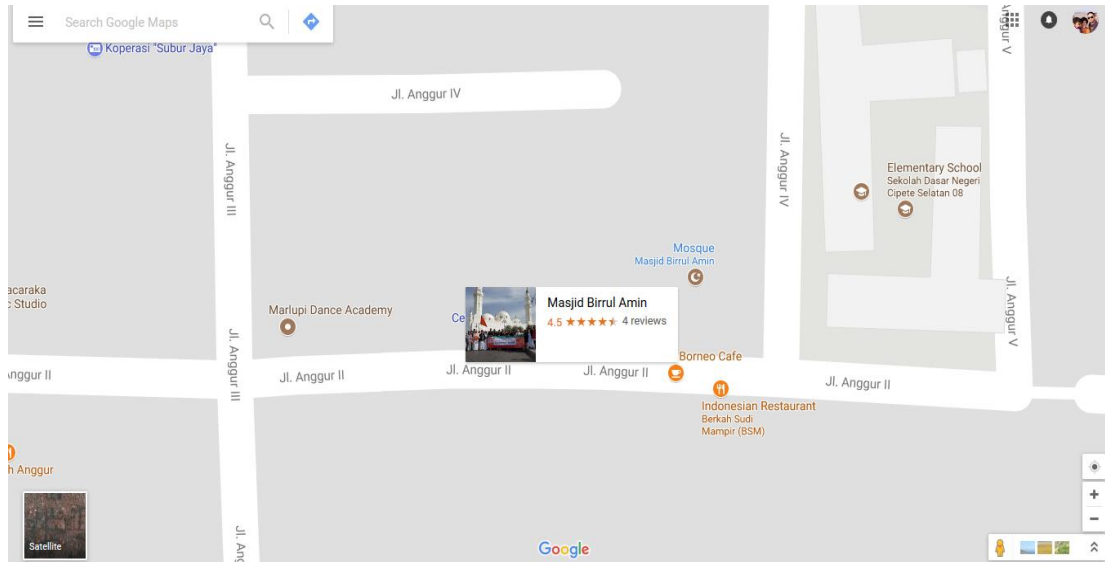 Search Google Maps
Koperasi "Subur Jaya"
Jl. Anggur IV
Jl. Anggur III
Jl. Anggur IV
Anggur V
Elementary School
Sekolah Dasar Negeri
Cipete Selatan 08
Mosque
Masjid Birrul Amin
acaraka
c Studio
Marlupi Dance Academy
Ce
Masjid Birrul Amin
4.5 4 reviews
Jl. Anggur V
Jl. Anggur III
Borneo Cafe
nggur II
Jl. Anggur II
Jl. Anggur II
Jl. Anggur II
Jl. Anggur II
Indonesian Restaurant
Berkah Sudi
Mampir (BSM)
h Anggur
Satellite
Jl. Ang
Google